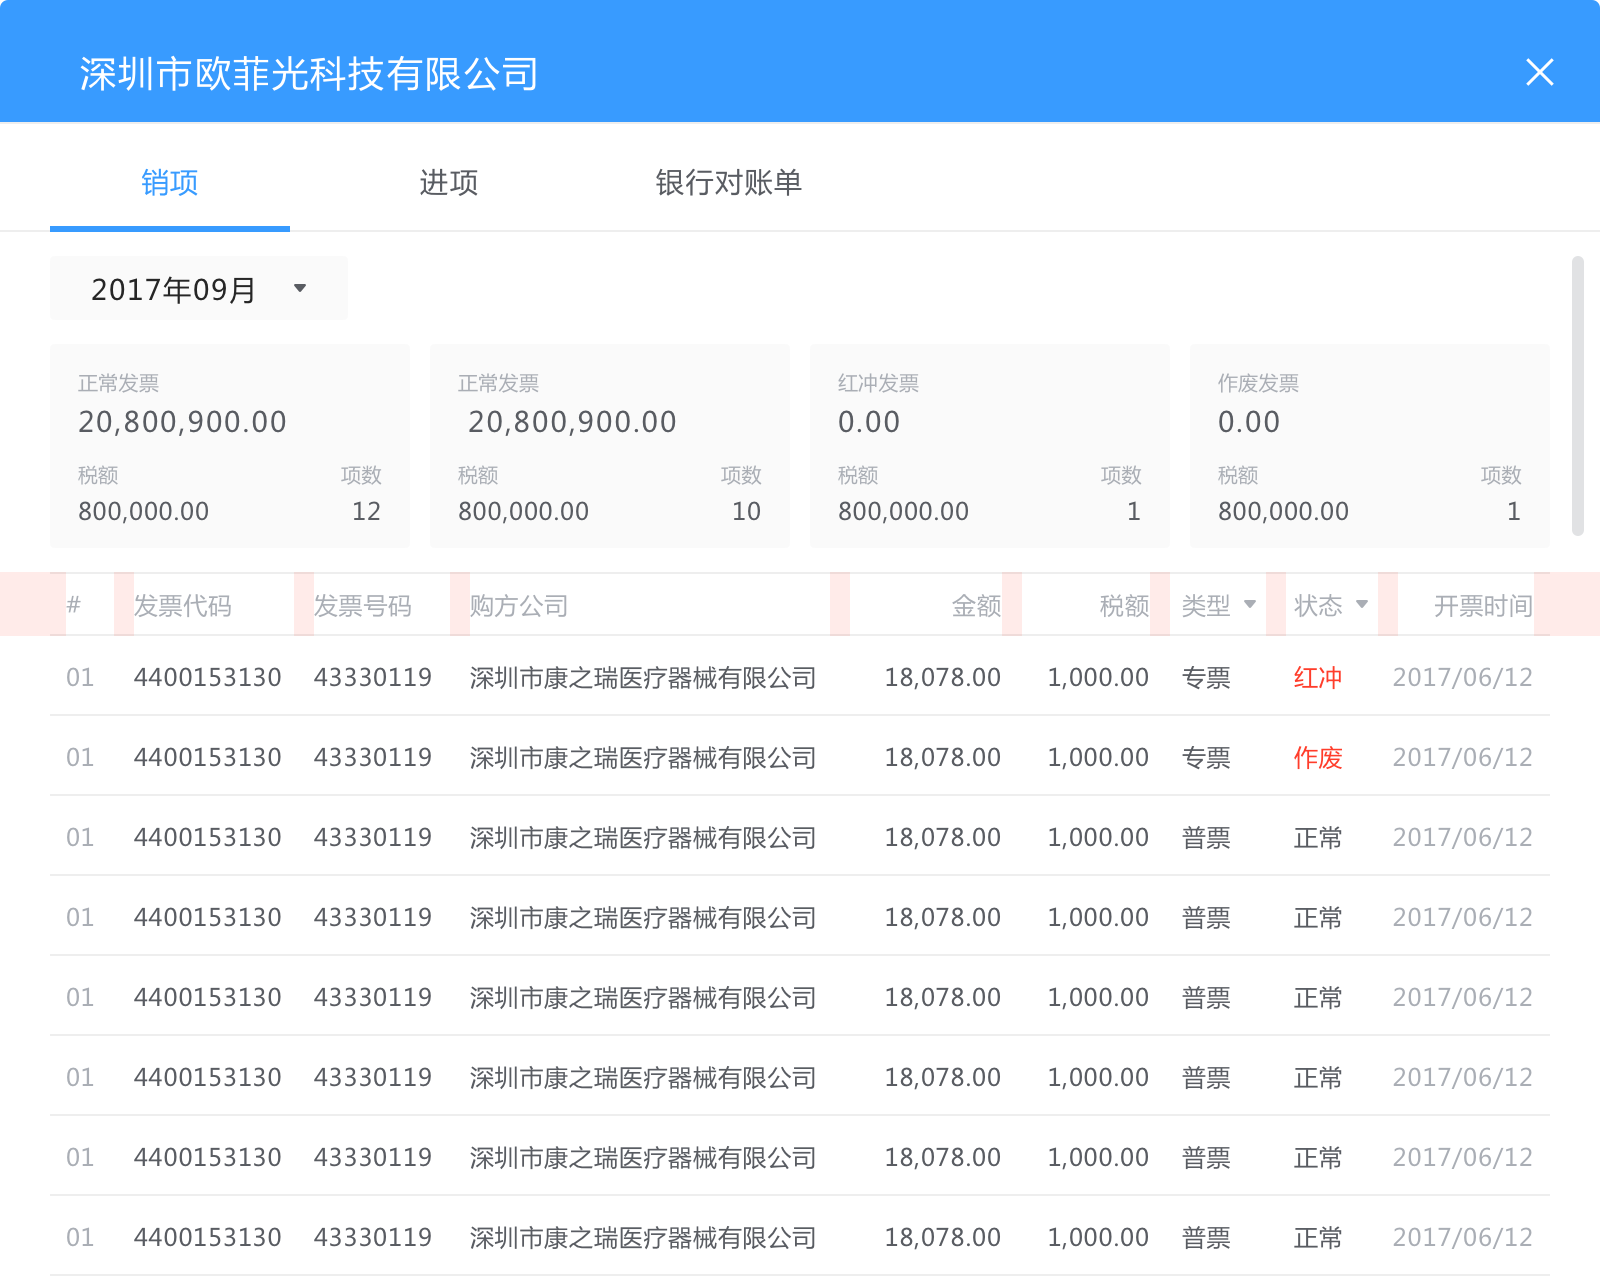 深圳市欧菲光科技有限公司
销项 进项 银行对账单
2017年09月
正常发票 正常发票 红冲发票 作废发票
20,800,900.00 20,800,900.00 0.00 0.00
税额 项数 税额 项数 税额 项数 税额 项数
800,000.00 12 800,000.00 10 800,000.00 1 800,000.00 1
# 发票代码 发票号码 购方公司 金额 税额 类型 状态 开票时间
01 4400153130 43330119 深圳市康之瑞医疗器械有限公司 18,078.00 1,000.00 专票 红冲 2017/06/12
01 4400153130 43330119 深圳市康之瑞医疗器械有限公司 18,078.00 1,000.00 专票 作废 2017/06/12
01 4400153130 43330119 深圳市康之瑞医疗器械有限公司 18,078.00 1,000.00 普票 正常 2017/06/12
01 4400153130 43330119 深圳市康之瑞医疗器械有限公司 18,078.00 1,000.00 普票 正常 2017/06/12
01 4400153130 43330119 深圳市康之瑞医疗器械有限公司 18,078.00 1,000.00 普票 正常 2017/06/12
01 4400153130 43330119 深圳市康之瑞医疗器械有限公司 18,078.00 1,000.00 普票 正常 2017/06/12
01 4400153130 43330119 深圳市康之瑞医疗器械有限公司 18,078.00 1,000.00 普票 正常 2017/06/12
01 4400153130 43330119 深圳市康之瑞医疗器械有限公司 18,078.00 1,000.00 普票 正常 2017/06/12